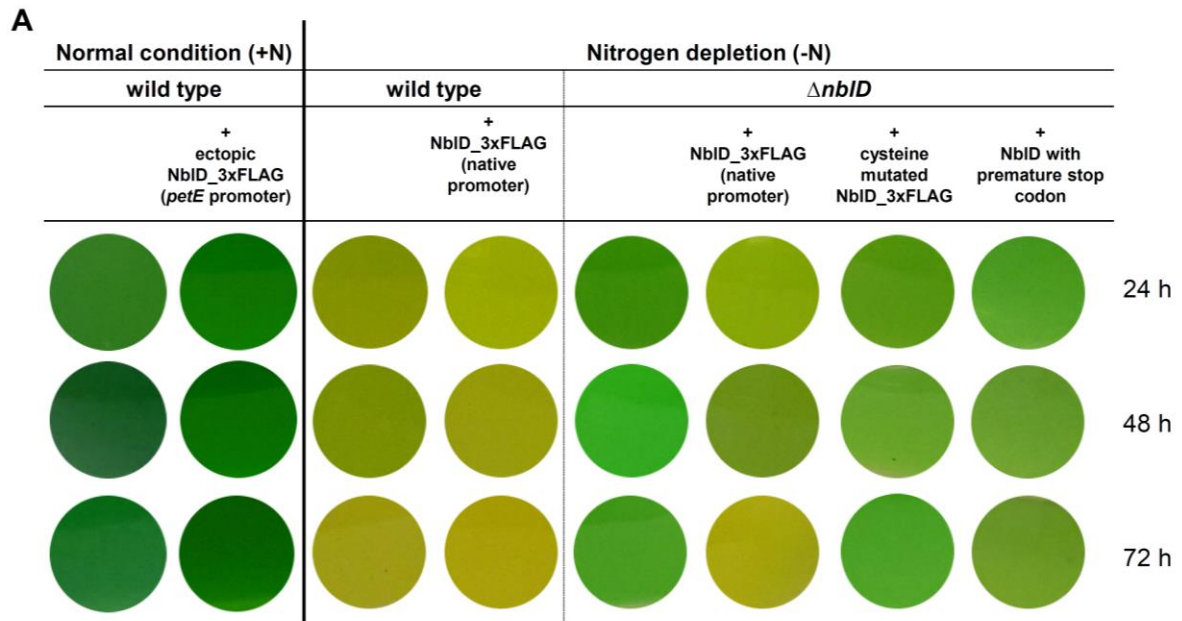 A
Normal condition (+N)
Nitrogen depletion (-N)
wild type
wild type
ΔnblD
+
ectopic
NblD_3xFLAG
(petE promoter)
+
NblD_3xFLAG
(native
promoter)
+
NblD_3xFLAG
(native
promoter)
+
cysteine
mutated
NblD_3xFLAG
+
NblD with
premature stop
codon
24 h
48 h
72 h